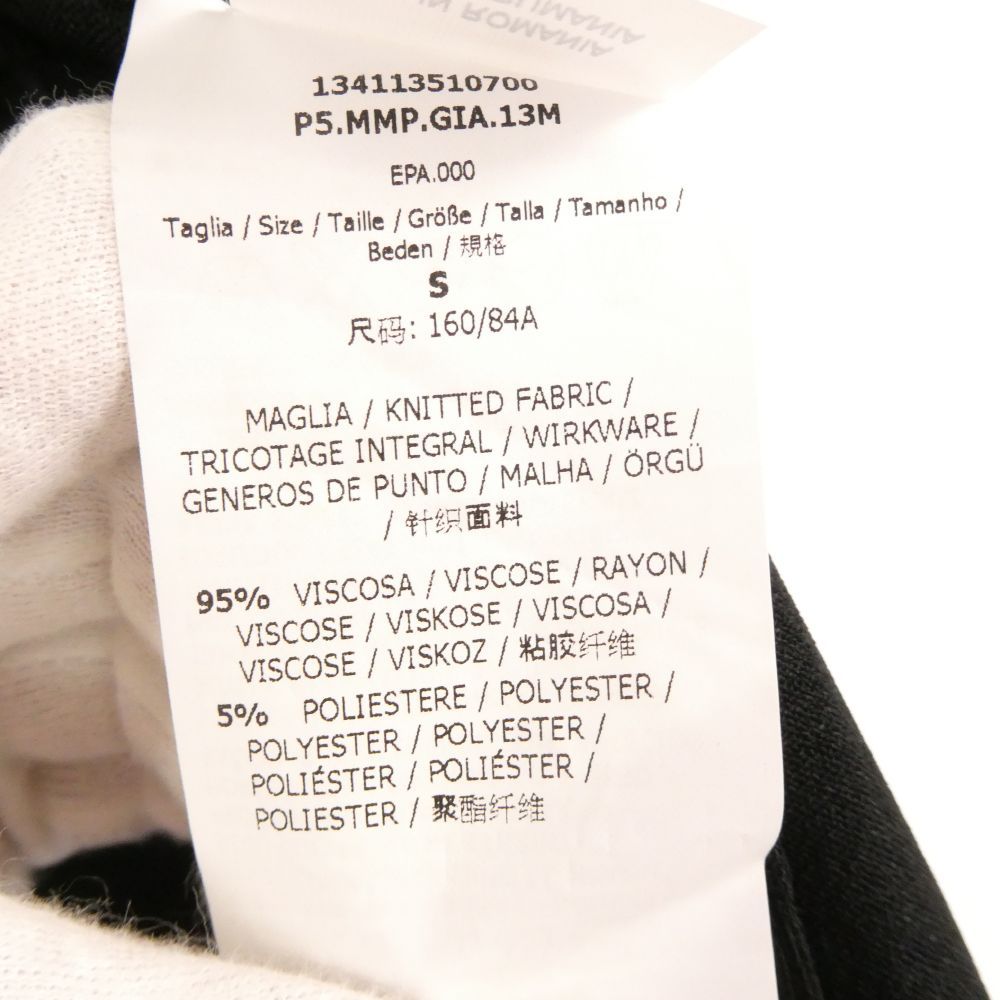 IN ROMANIA
134113510700
P5.MMP.GIA.13M
EPA.000
Taglia / Size / Taille / Größe / Talla / Tamanho /
Beden / 規格
S
尺码: 160/84A
MAGLIA / KNITTED FABRIC /
TRICOTAGE INTEGRAL / WIRKWARE /
GENEROS DE PUNTO / MALHA / ÖRGÜ
/ 针织面料
95% VISCOSA / VISCOSE / RAYON /
VISCOSE / VISKOSE / VISCOSA /
VISCOSE / VISKOZ / 粘胶纤维
5% POLIESTERE / POLYESTER /
POLYESTER / POLYESTER /
POLIÉSTER / POLIÉSTER /
POLIESTER / 聚酯纤维